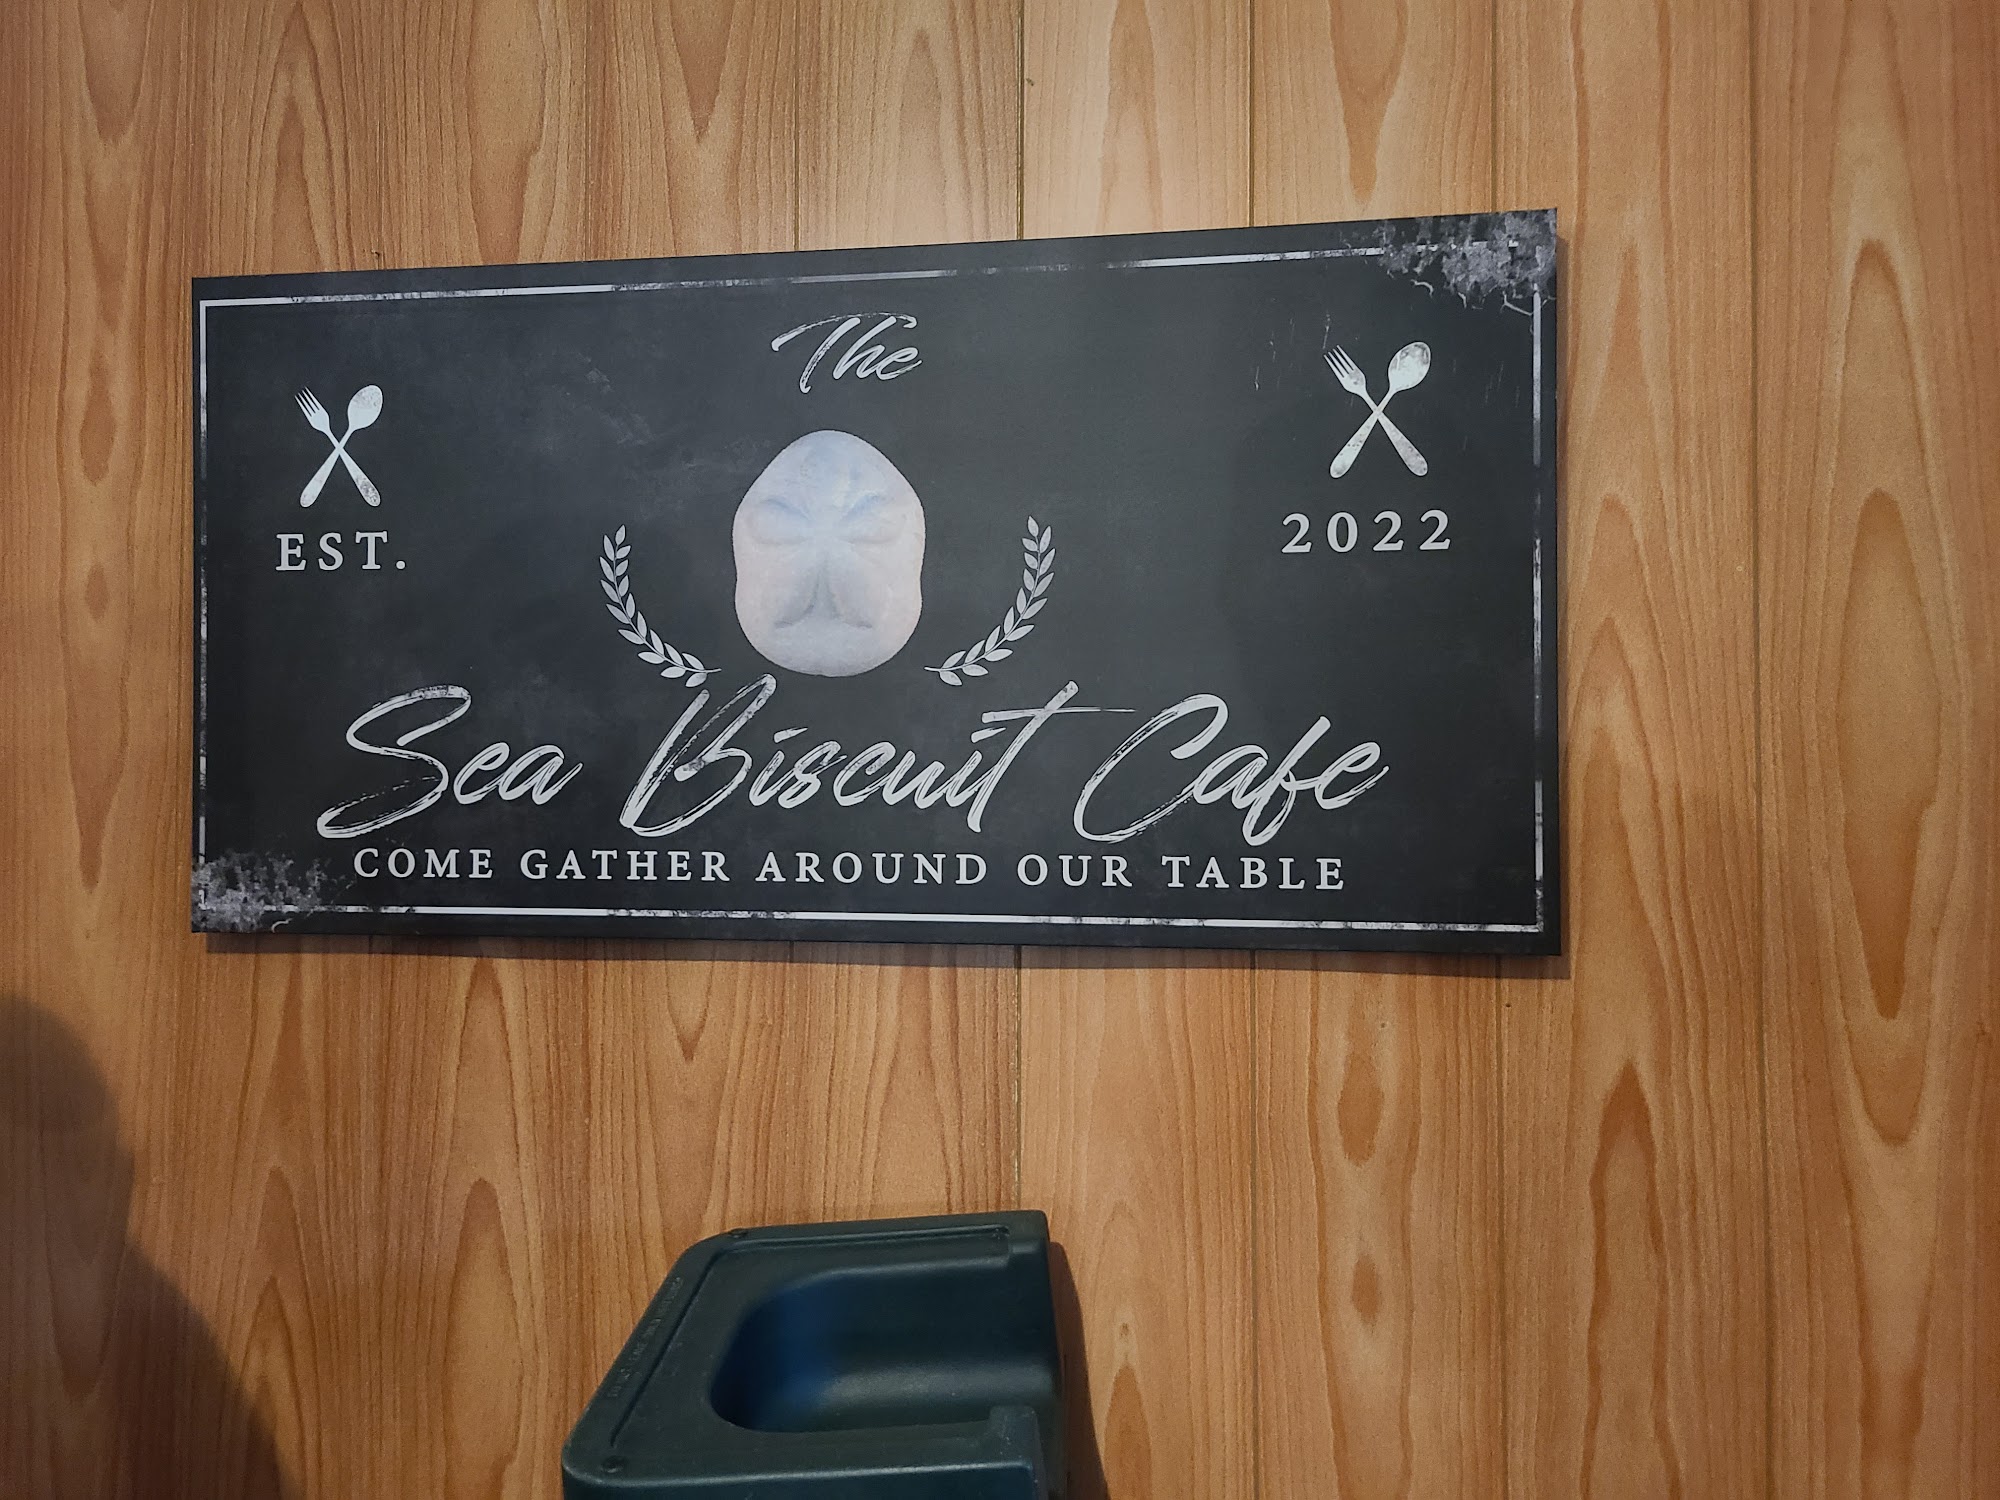 The
EST.
2022
Sea Biscuit Cafe
COME GATHER AROUND OUR TABLE